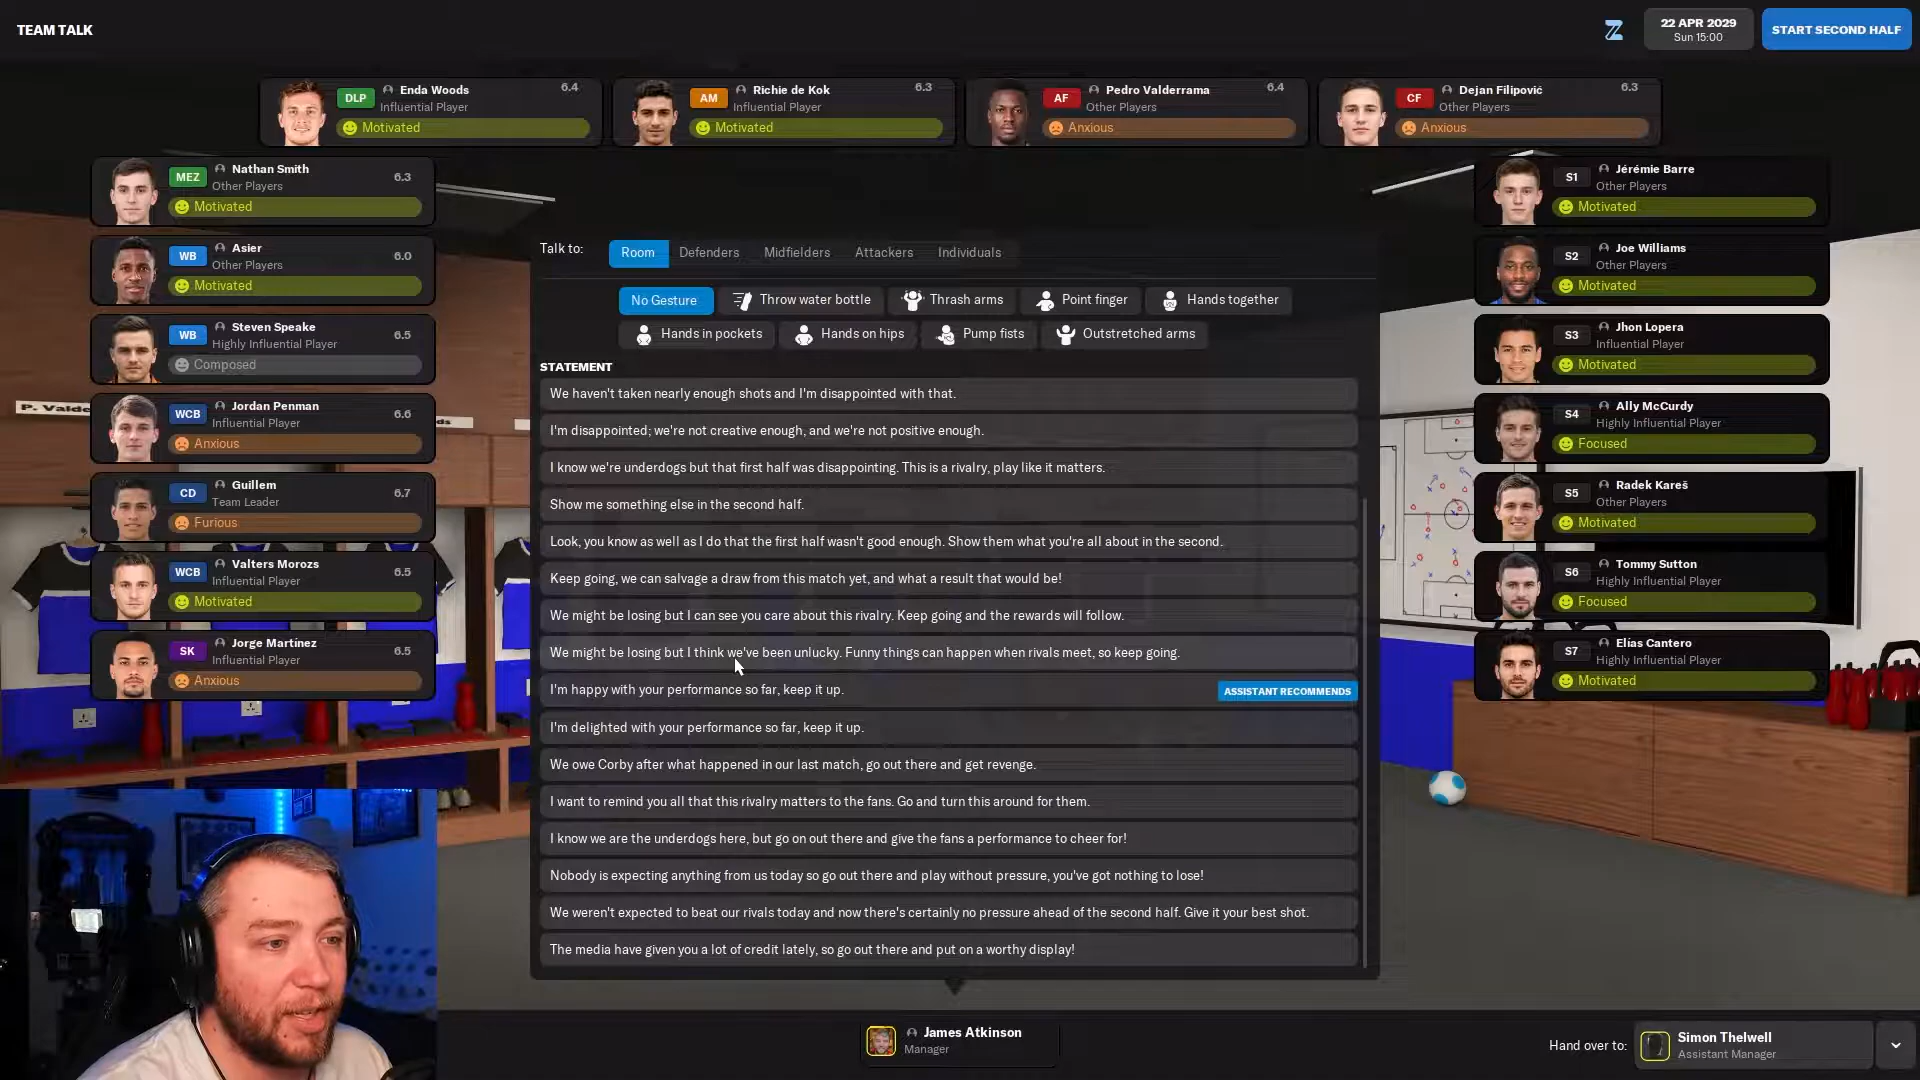 TEAM TALK
22 APR 2029
Sun 15:00
START SECOND HALF
DLP Enda Woods 6.4
Influential Player
Motivated
AM Richie de Kok 6.3
Influential Player
Motivated
AF Pedro Valderrama 6.4
Other Players
Anxious
CF Dejan Filipović 6.3
Other Players
Anxious
MEZ Nathan Smith 6.3
Other Players
Motivated
WB Asier 6.0
Other Players
Motivated
WB Steven Speake 6.5
Highly Influential Player
Composed
WCB Jordan Penman 6.6
Influential Player
Anxious
CD Guillem 6.7
Team Leader
Furious
WCB Valters Morozs 6.5
Influential Player
Motivated
SK Jorge Martínez 6.5
Influential Player
Anxious
P. Valde
Talk to: Room Defenders Midfielders Attackers Individuals
No Gesture Throw water bottle Thrash arms Point finger Hands together
Hands in pockets Hands on hips Pump fists Outstretched arms
STATEMENT
We haven't taken nearly enough shots and I'm disappointed with that.
I'm disappointed; we're not creative enough, and we're not positive enough.
I know we're underdogs but that first half was disappointing. This is a rivalry, play like it matters.
Show me something else in the second half.
Look, you know as well as I do that the first half wasn't good enough. Show them what you're all about in the second.
Keep going, we can salvage a draw from this match yet, and what a result that would be!
We might be losing but I can see you care about this rivalry. Keep going and the rewards will follow.
We might be losing but I think we've been unlucky. Funny things can happen when rivals meet, so keep going.
I'm happy with your performance so far, keep it up. ASSISTANT RECOMMENDS
I'm delighted with your performance so far, keep it up.
We owe Corby after what happened in our last match, go out there and get revenge.
I want to remind you all that this rivalry matters to the fans. Go and turn this around for them.
I know we are the underdogs here, but go on out there and give the fans a performance to cheer for!
Nobody is expecting anything from us today so go out there and play without pressure, you've got nothing to lose!
We weren't expected to beat our rivals today and now there's certainly no pressure ahead of the second half. Give it your best shot.
The media have given you a lot of credit lately, so go out there and put on a worthy display!
S1 Jérémie Barre
Other Players
Motivated
S2 Joe Williams
Other Players
Motivated
S3 Jhon Lopera
Influential Player
Motivated
S4 Ally McCurdy
Highly Influential Player
Focused
S5 Radek Kareš
Other Players
Motivated
S6 Tommy Sutton
Highly Influential Player
Focused
S7 Elías Cantero
Highly Influential Player
Motivated
James Atkinson
Manager
Hand over to: Simon Thelwell
Assistant Manager